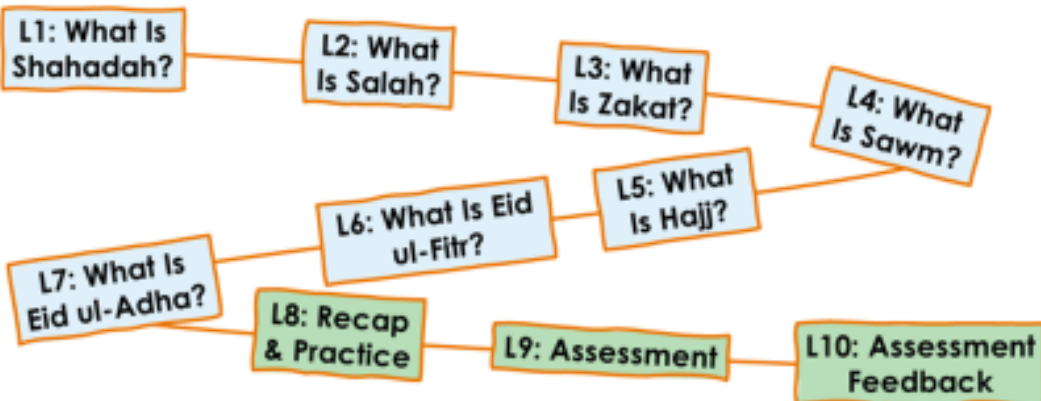 L1: What Is
Shahadah?
L2: What
Is Salah?
L3: What
Is Zakat?
L4: What
Is Sawm?
L5: What
Is Hajj?
L6: What Is Eid
ul-Fitr?
L7: What Is
Eid ul-Adha?
L8: Recap
& Practice
L9: Assessment
L10: Assessment
Feedback